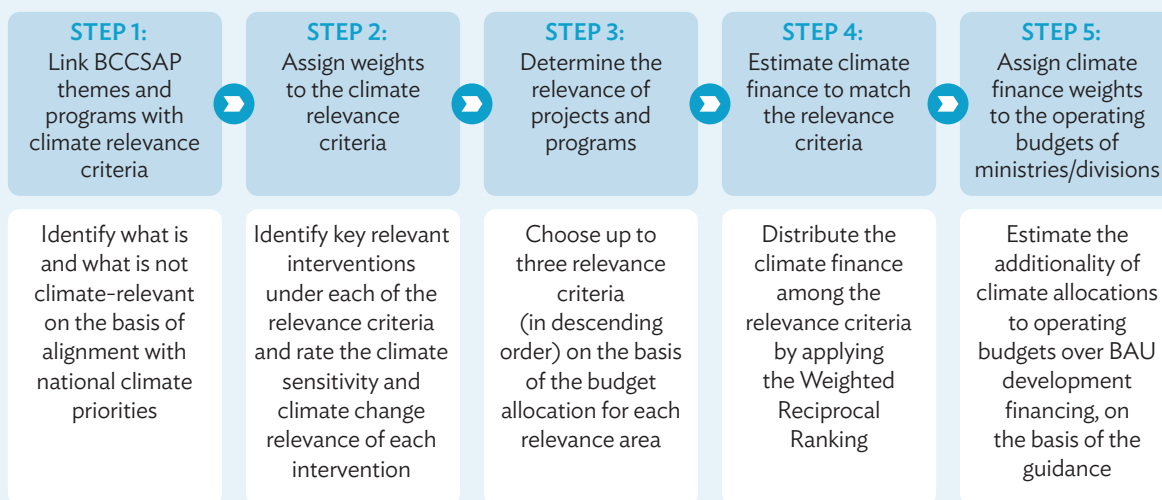 STEP 1:
Link BCCSAP
themes and
programs with
climate relevance
criteria
STEP 2:
Assign weights
to the climate
relevance
criteria
STEP 3:
Determine the
relevance of
projects and
programs
STEP 4:
Estimate climate
finance to match
the relevance
criteria
STEP 5:
Assign climate
finance weights
to the operating
budgets of
ministries/divisions
Identify what is
and what is not
climate-relevant
on the basis of
alignment with
national climate
priorities
Identify key relevant
interventions
under each of the
relevance criteria
and rate the climate
sensitivity and
climate change
relevance of each
intervention
Choose up to
three relevance
criteria
(in descending
order) on the basis
of the budget
allocation for each
relevance area
Distribute the
climate finance
among the
relevance criteria
by applying
the Weighted
Reciprocal
Ranking
Estimate the
additionality of
climate allocations
to operating
budgets over BAU
development
financing, on
the basis of the
guidance